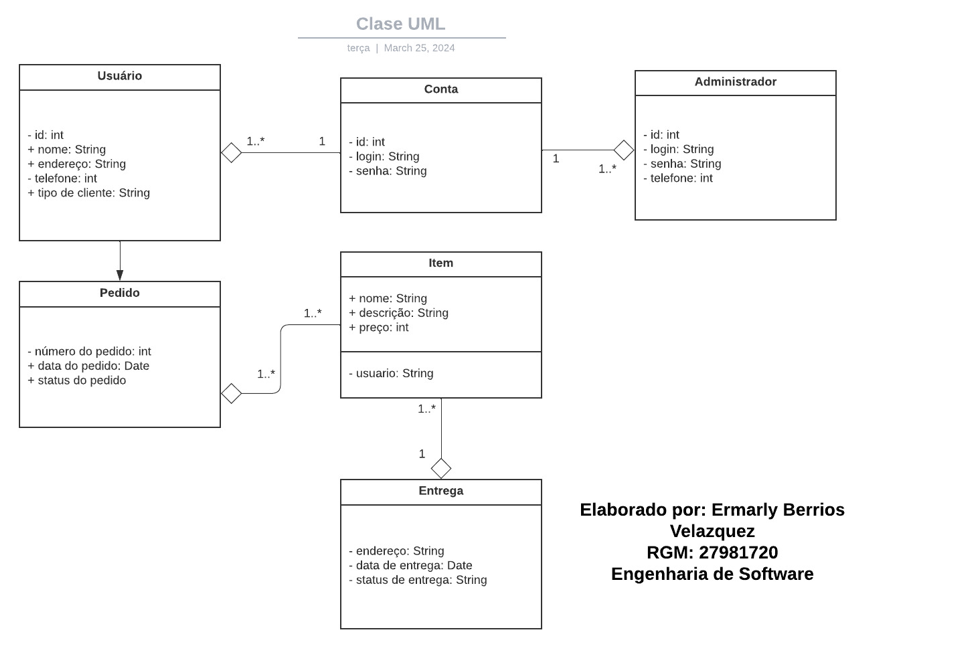 Clase UML
terça | March 25, 2024
Usuário
- id: int
+ nome: String
+ endereço: String
- telefone: int
+ tipo de cliente: String
1..*
1
Conta
- id: int
- login: String
- senha: String
1
1..*
Administrador
- id: int
- login: String
- senha: String
- telefone: int
Pedido
- número do pedido: int
+ data do pedido: Date
+ status do pedido
1..*
1..*
Item
+ nome: String
+ descrição: String
+ preço: int
- usuario: String
1..*
1
Entrega
- endereço: String
- data de entrega: Date
- status de entrega: String
Elaborado por: Ermarly Berrios
Velazquez
RGM: 27981720
Engenharia de Software